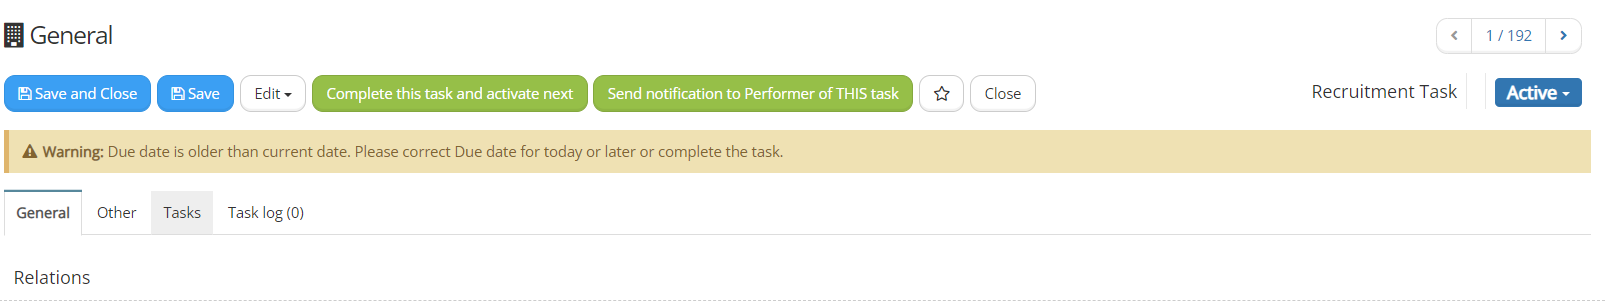 General
1 / 192
Save and Close Save Edit Complete this task and activate next Send notification to Performer of THIS task Close Recruitment Task Active
Warning: Due date is older than current date. Please correct Due date for today or later or complete the task.
General Other Tasks Task log (0)
Relations